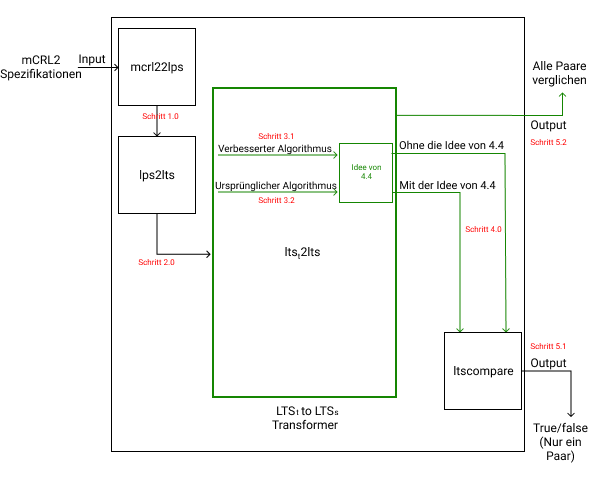 mCRL2
Spezifikationen
Input
mcrl22lps
Schritt 1.0
lps2lts
Schritt 2.0
Schritt 3.1
Verbesserter Algorithmus
Ursprünglicher Algorithmus
Schritt 3.2
Idee von
4.4
ltsₜ2lts
LTSₜ to LTSₛ
Transformer
Ohne die Idee von 4.4
Mit der Idee von 4.4
Schritt 4.0
ltscompare
Alle Paare
verglichen
Output
Schritt 5.2
Schritt 5.1
Output
True/false
(Nur ein
Paar)